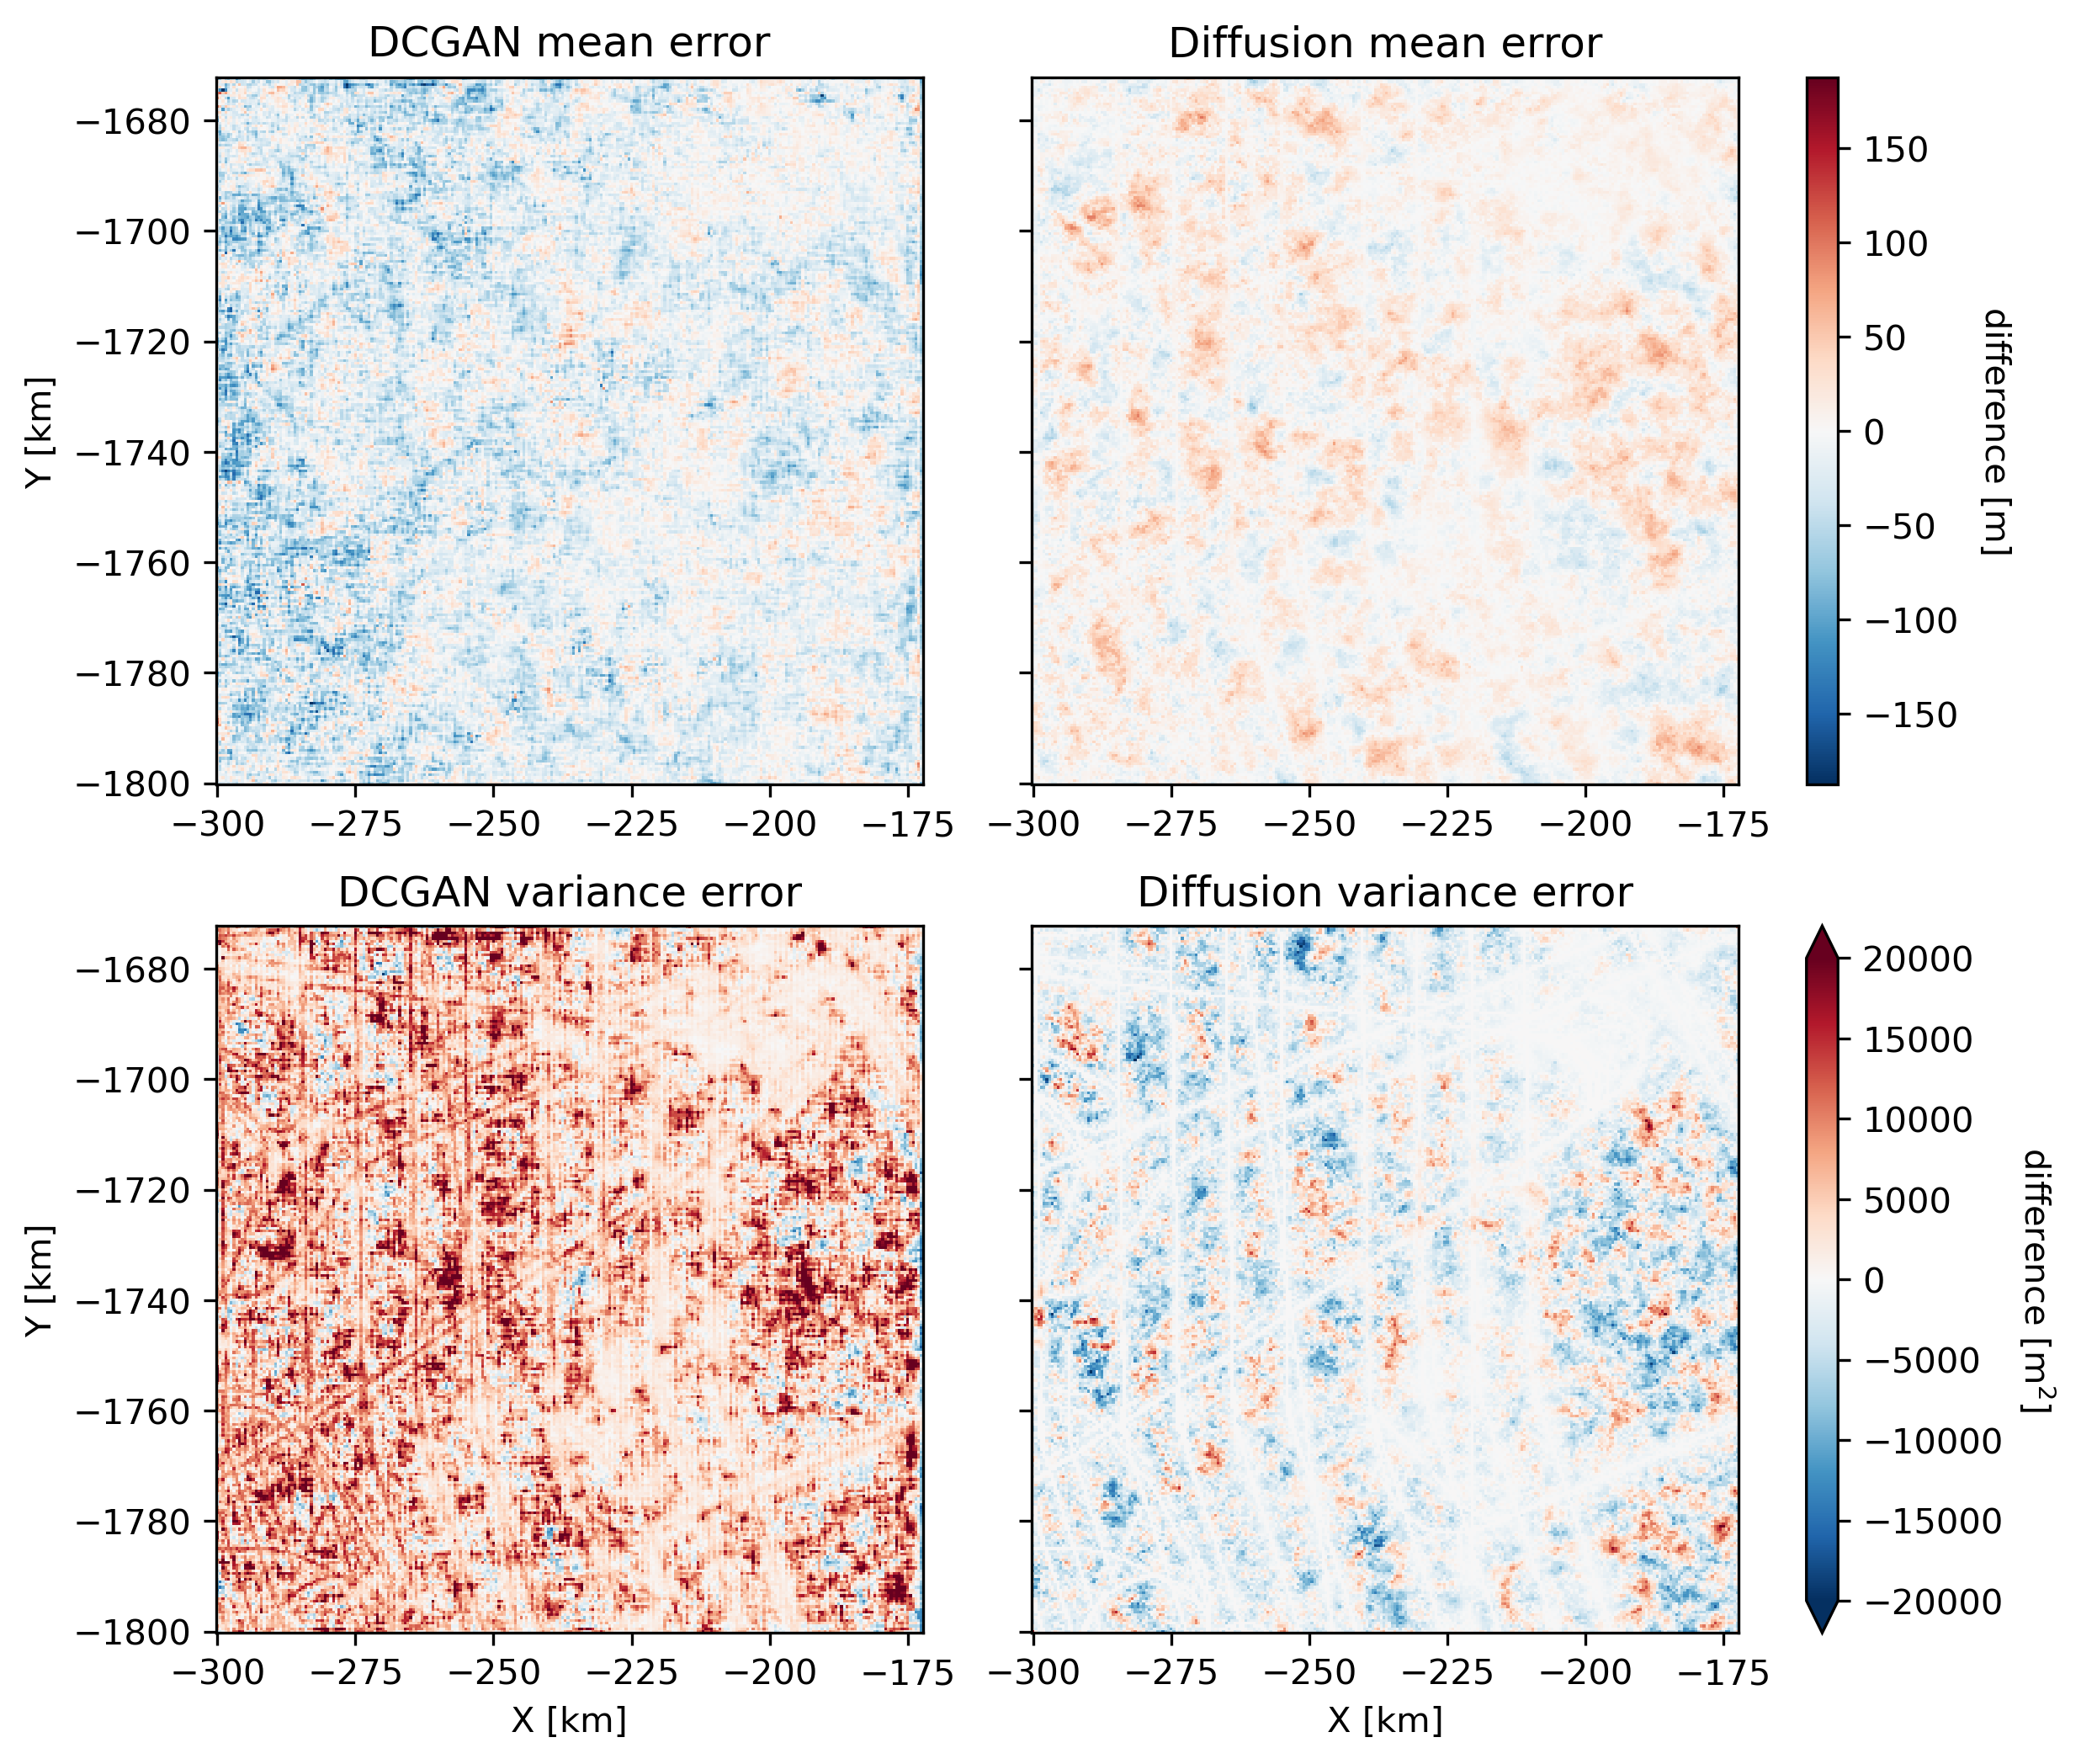 DCGAN mean error
Diffusion mean error
−1680
−1700
−1720
−1740
−1760
−1780
−1800
Y [km]
−300 −275 −250 −225 −200 −175
−300 −275 −250 −225 −200 −175
150
100
50
0
−50
−100
−150
difference [m]
DCGAN variance error
Diffusion variance error
−1680
−1700
−1720
−1740
−1760
−1780
−1800
Y [km]
−300 −275 −250 −225 −200 −175
X [km]
−300 −275 −250 −225 −200 −175
X [km]
20000
15000
10000
5000
0
−5000
−10000
−15000
−20000
difference [m²]